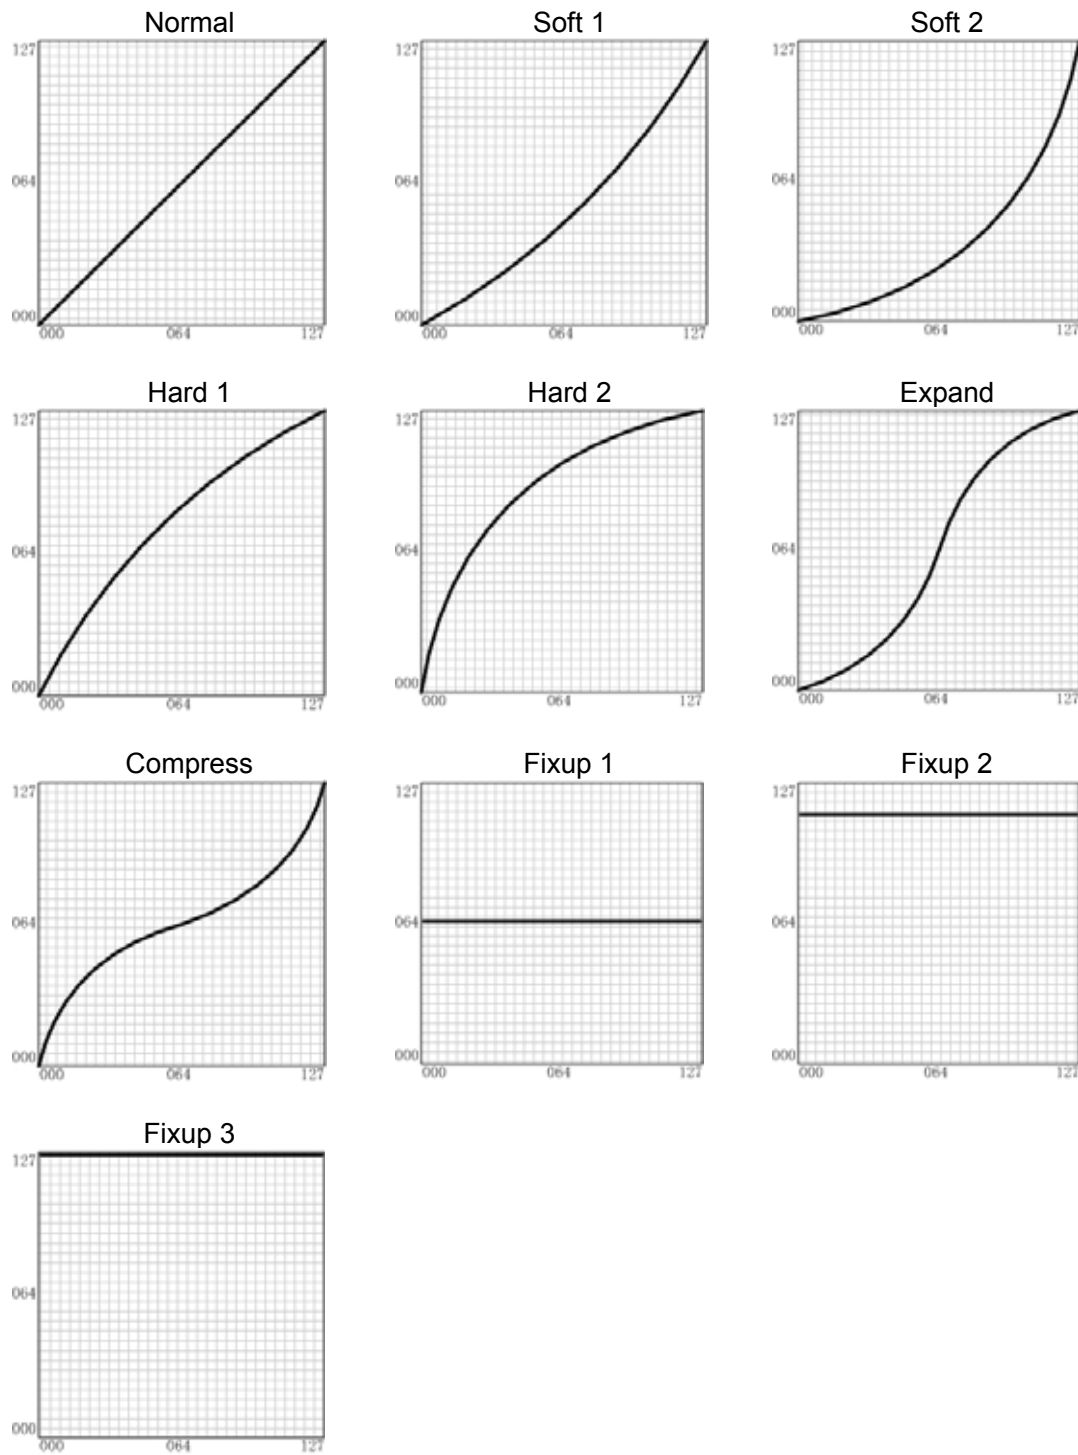 Normal Soft 1 Soft 2
127 127 127
064 064 064
000 000 000
000 064 127 000 064 127 000 064 127
Hard 1 Hard 2 Expand
127 127 127
064 064 064
000 000 000
000 064 127 000 064 127 000 064 127
Compress Fixup 1 Fixup 2
127 127 127
064 064 064
000 000 000
000 064 127 000 064 127 000 064 127
Fixup 3
127
064
000
000 064 127